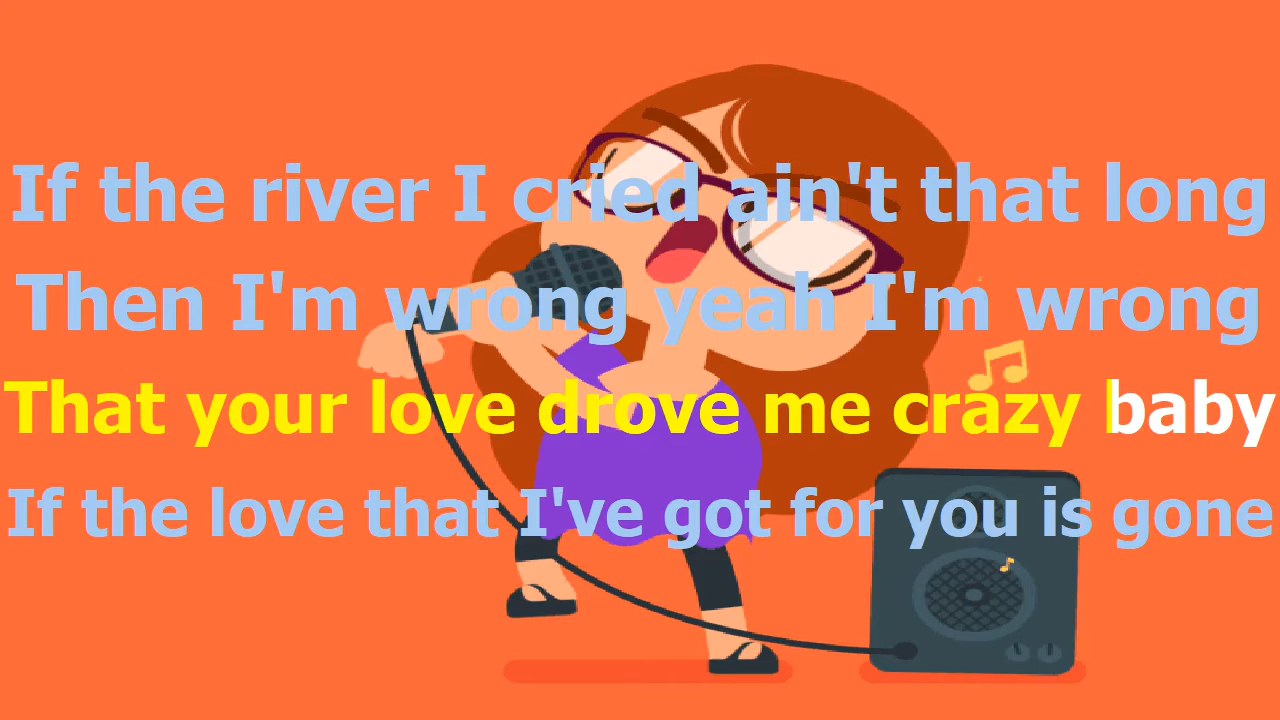 If the river I cried ain't that long
Then I'm wrong yeah I'm wrong
That your love drove me crazy baby
If the love that I've got for you is gone